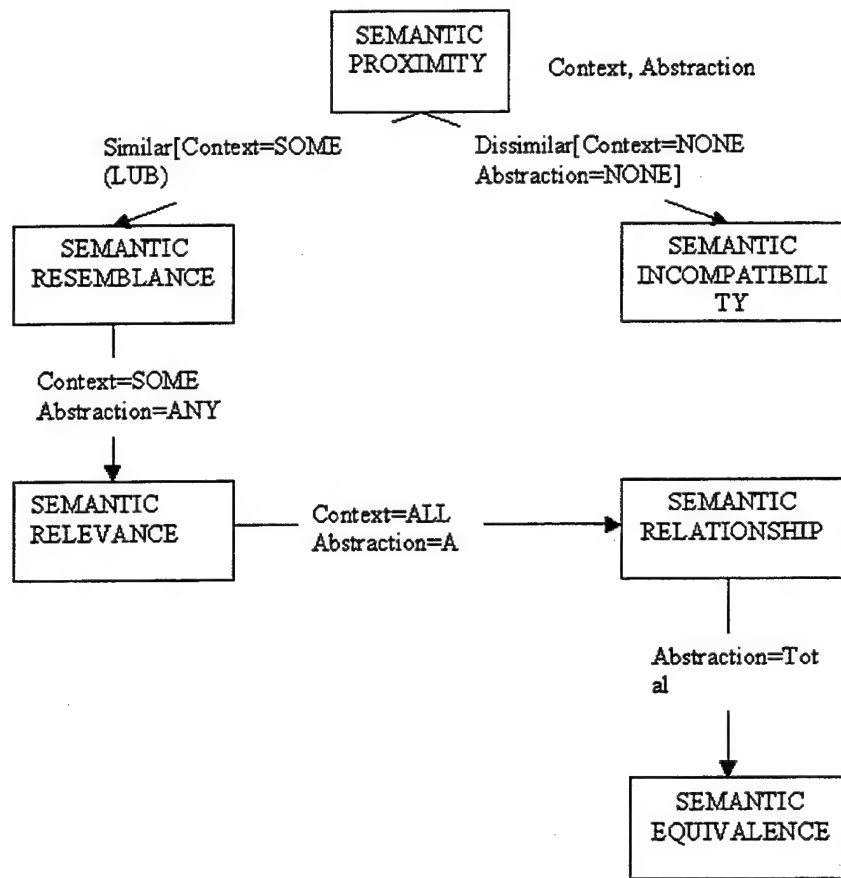 SEMANTIC
PROXIMITY
Context, Abstraction
Similar[Context=SOME
(LUB)
Dissimilar[Context=NONE
Abstraction=NONE]
SEMANTIC
RESEMBLANCE
SEMANTIC
INCOMPATIBILI
TY
Context=SOME
Abstraction=ANY
SEMANTIC
RELEVANCE
Context=ALL
Abstraction=A
SEMANTIC
RELATIONSHIP
Abstraction=Tot
al
SEMANTIC
EQUIVALENCE